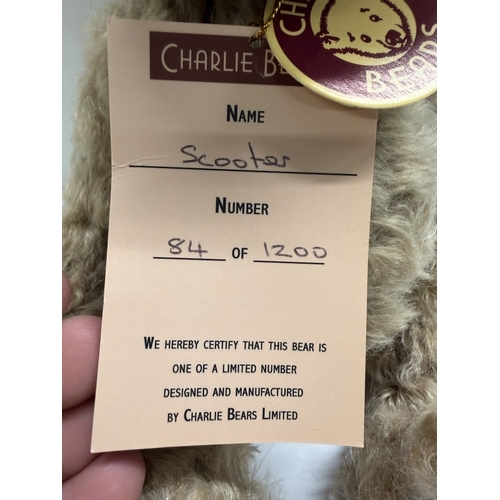 CHARLIE BEARS
CHARLIE BE
NAME
Scooter
NUMBER
84 OF 1200
WE HEREBY CERTIFY THAT THIS BEAR IS
ONE OF A LIMITED NUMBER
DESIGNED AND MANUFACTURED
BY CHARLIE BEARS LIMITED